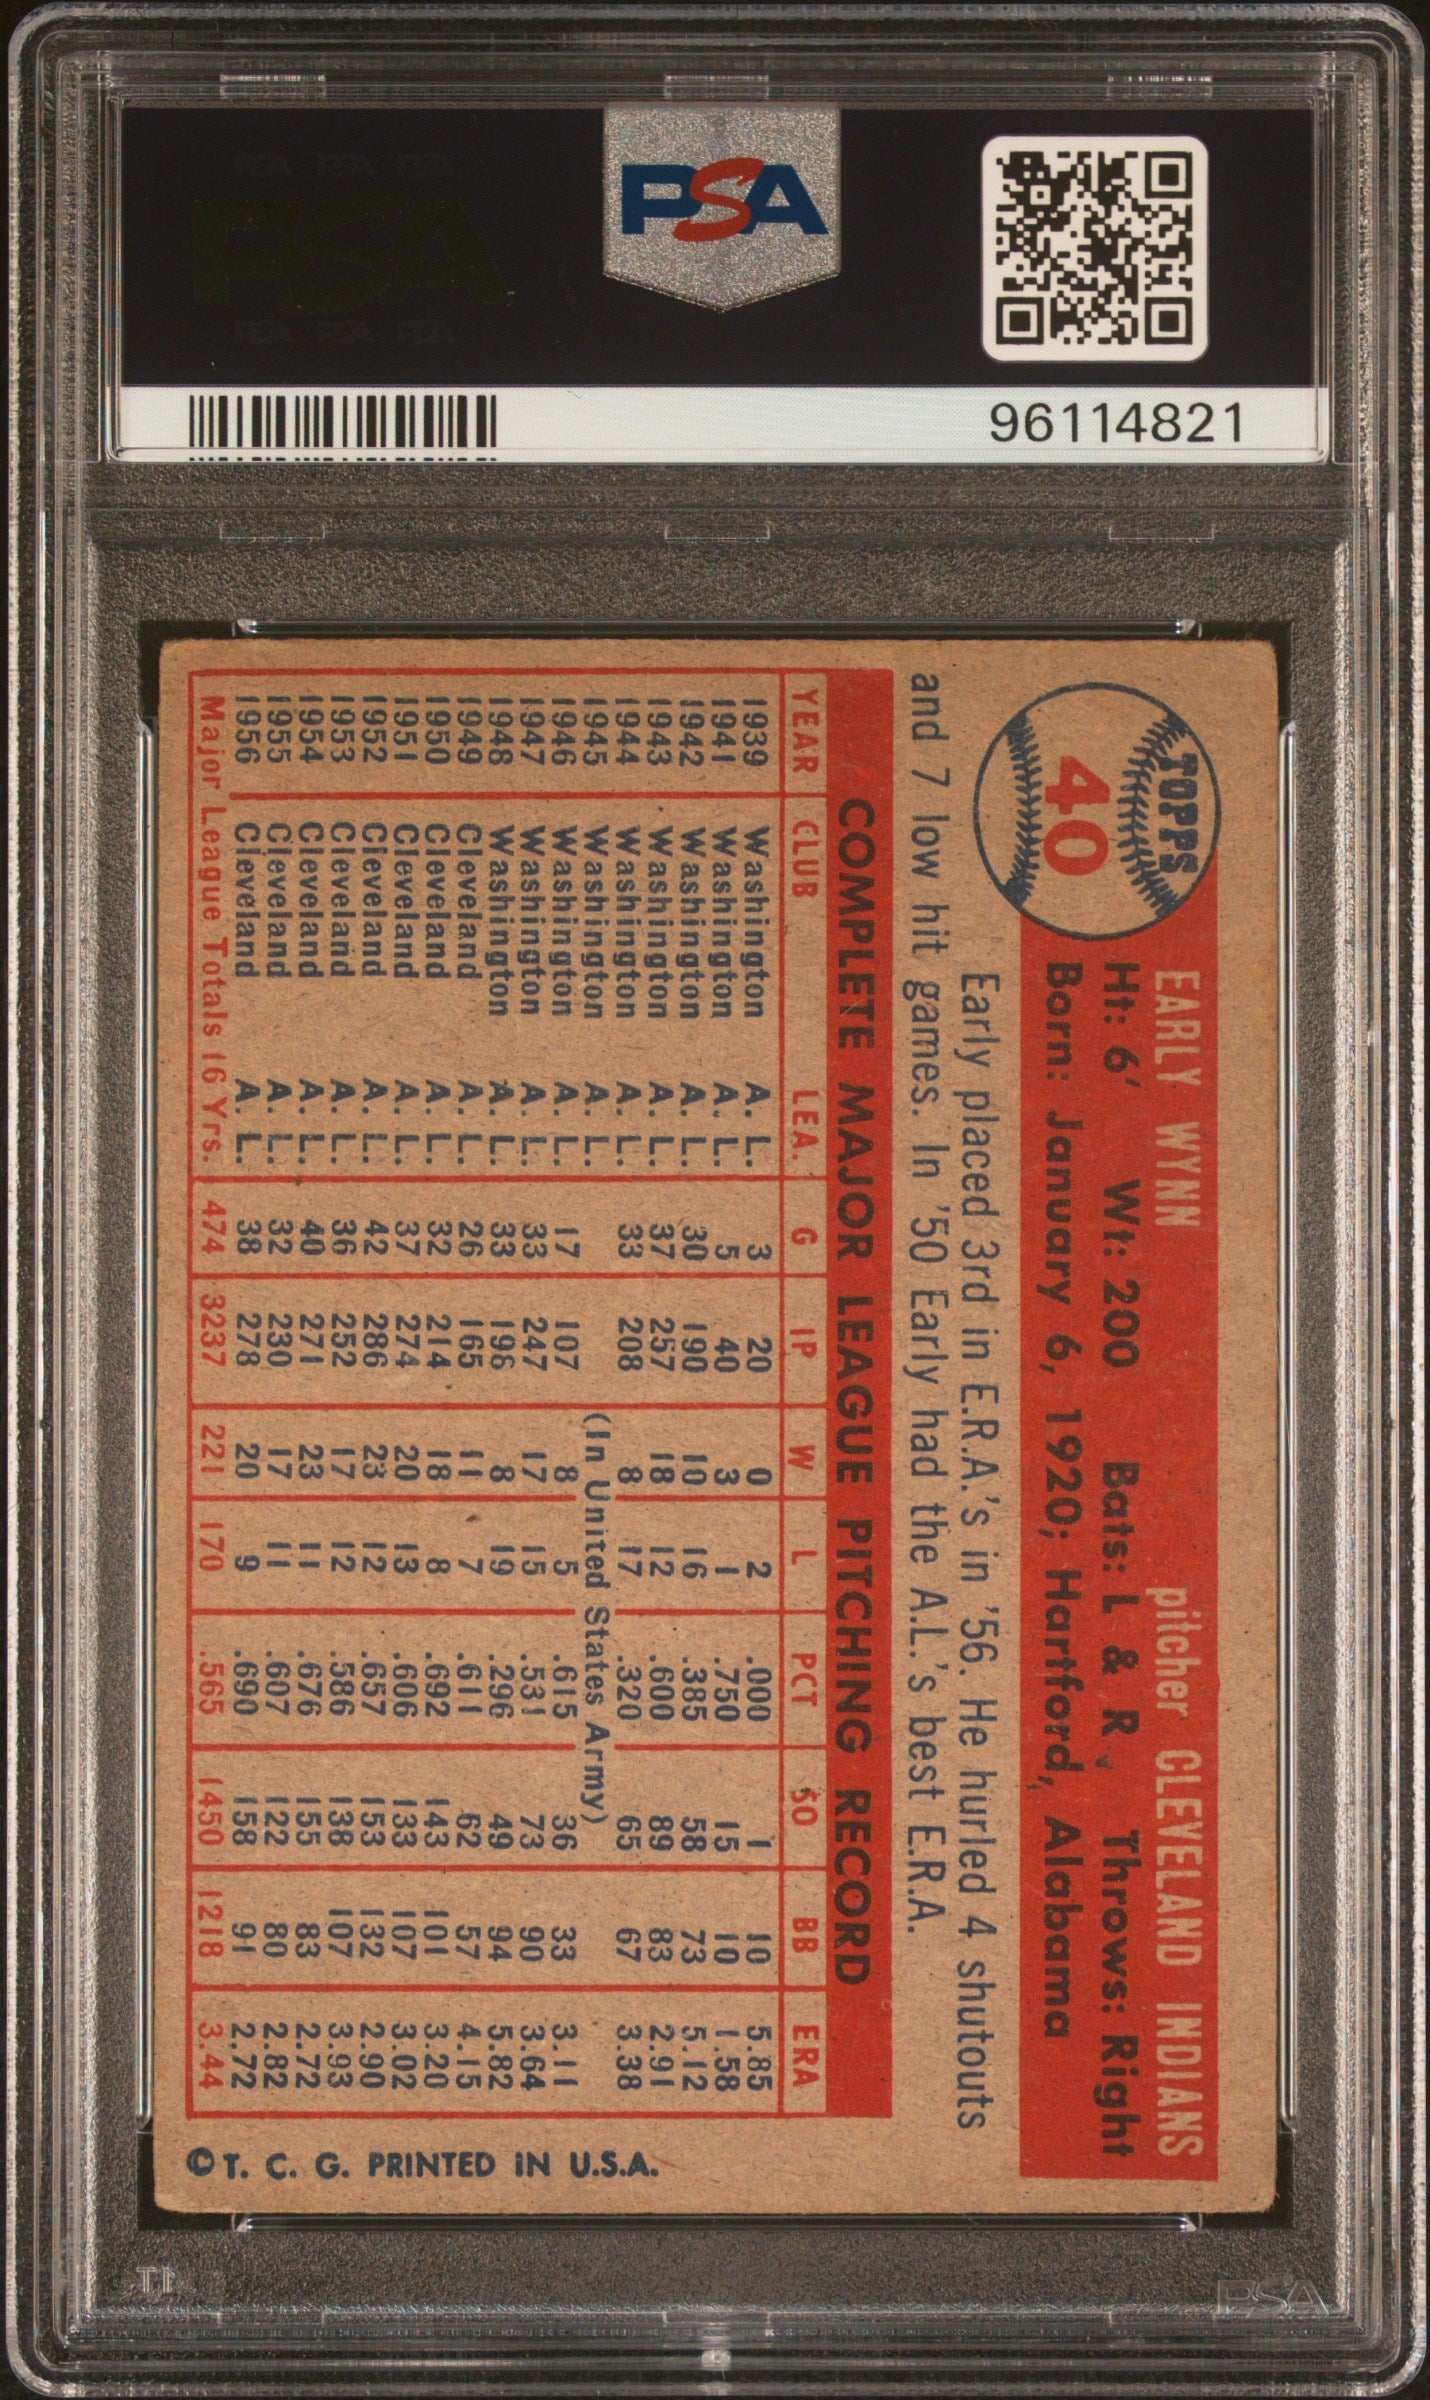 PSA
96114821
TOPPS
40
EARLY WYNN pitcher CLEVELAND INDIANS
Ht: 6' Wt: 200 Bats: L & R Throws: Right
Born: January 6, 1920; Hartford, Alabama
Early placed 3rd in E.R.A.'s in '56. He hurled 4 shutouts
and 7 low hit games. In '50 Early had the A.L.'s best E.R.A.
COMPLETE MAJOR LEAGUE PITCHING RECORD
YEAR CLUB LEA. G IP W L PCT SO BB ERA
1939 Washington A. L. 3 20 0 2 .000 1 10 5.85
1941 Washington A. L. 5 40 3 1 .750 15 10 1.58
1942 Washington A. L. 30 190 10 16 .385 58 73 5.12
1943 Washington A. L. 37 257 18 12 .600 89 83 2.91
1944 Washington A. L. 33 208 8 17 .320 65 67 3.38
1945 Washington A. L. (In United States Army)
1946 Washington A. L. 17 107 8 5 .615 36 33 3.11
1947 Washington A. L. 33 247 17 15 .531 73 90 3.64
1948 Washington A. L. 33 196 8 19 .296 49 94 5.82
1949 Cleveland A. L. 26 165 11 7 .611 62 57 4.15
1950 Cleveland A. L. 32 214 18 8 .692 143 101 3.20
1951 Cleveland A. L. 37 274 20 13 .606 133 107 3.02
1952 Cleveland A. L. 42 286 23 12 .657 153 132 2.90
1953 Cleveland A. L. 36 252 17 12 .586 138 107 3.93
1954 Cleveland A. L. 40 271 23 11 .676 155 83 2.72
1955 Cleveland A. L. 32 230 17 11 .607 122 80 2.82
1956 Cleveland A. L. 38 278 20 9 .690 158 91 2.72
Major League Totals 16 Yrs. 474 3237 221 170 .565 1450 1218 3.44
© T. C. G. PRINTED IN U.S.A.
PSA